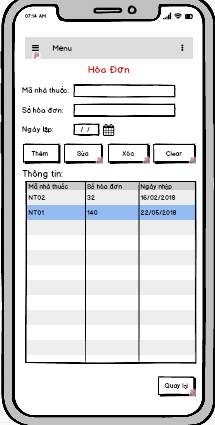 07:14 AM
Menu
Hóa Đơn
Mã nhà thuốc:
Số hóa đơn:
Ngày lập: / /
Thêm Sửa Xóa Clear
Thông tin:
Mã nhà thuốc Số hóa đơn Ngày nhập
NT02 32 16/02/2018
NT01 140 22/05/2018
Quay lại